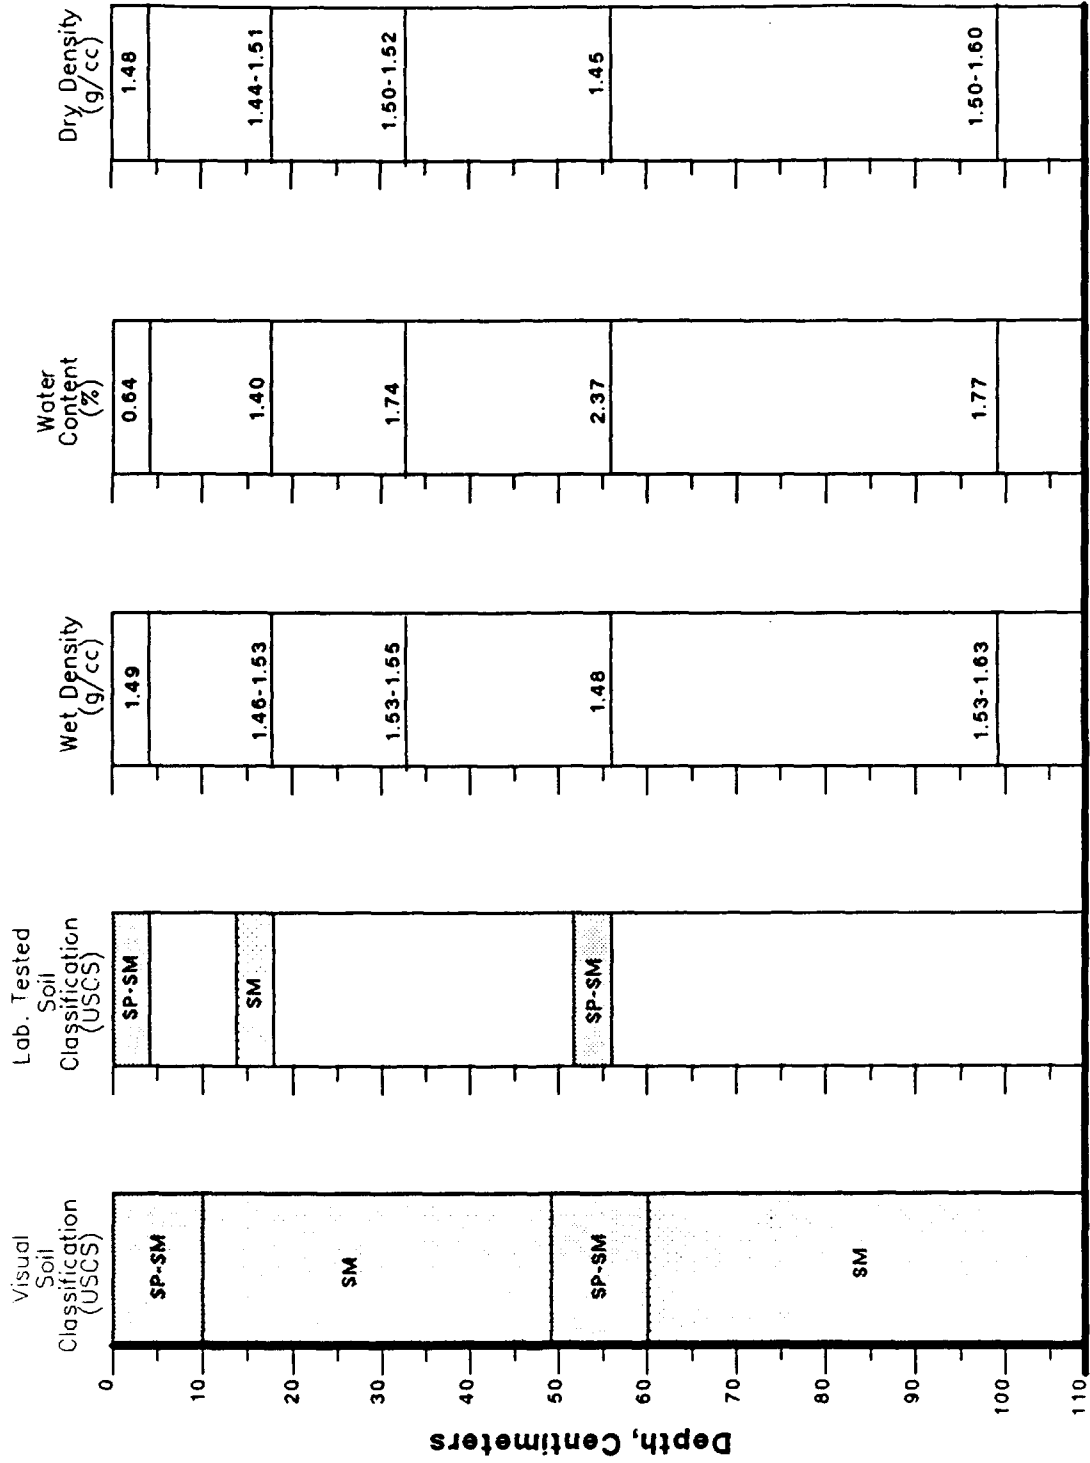 Visual
Soil
Classification
(USCS)
Lab. Tested
Soil
Classification
(USCS)
Wet Density
(g/cc)
Water
Content
(%)
Dry Density
(g/cc)
Depth, Centimeters
0
10
20
30
40
50
60
70
80
90
100
110
SP-SM
SM
SP-SM
SM
SP-SM
SM
SP-SM
1.49
1.46-1.53
1.53-1.55
1.48
1.53-1.63
0.64
1.40
1.74
2.37
1.77
1.48
1.44-1.51
1.50-1.52
1.45
1.50-1.60